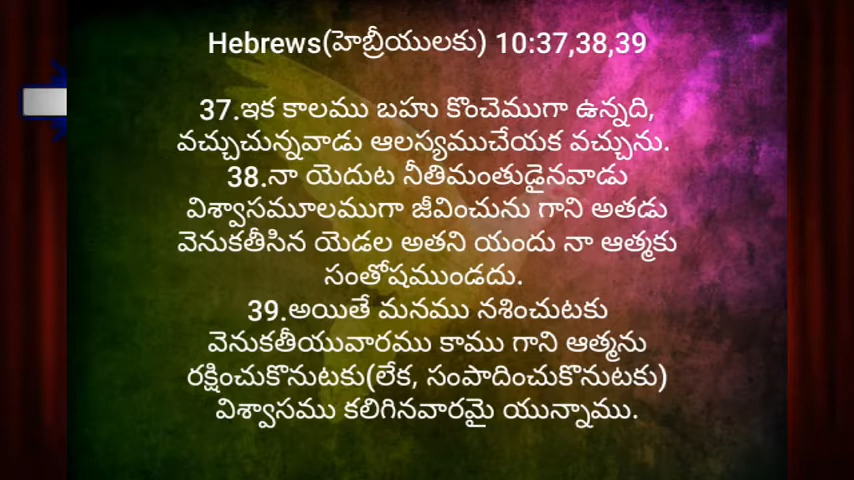 Hebrews(హెబ్రీయులకు) 10:37,38,39
37.ఇక కాలము బహు కొంచెముగా ఉన్నది,
వచ్చుచున్నవాడు ఆలస్యముచేయక వచ్చును.
38.నా యెదుట నీతిమంతుడైనవాడు
విశ్వాసమూలముగా జీవించును గాని అతడు
వెనుకతీసిన యెడల అతని యందు నా ఆత్మకు
సంతోషముండదు.
39.అయితే మనము నశించుటకు
వెనుకతీయువారము కాము గాని ఆత్మను
రక్షించుకొనుటకు(లేక, సంపాదించుకొనుటకు)
విశ్వాసము కలిగినవారమై యున్నాము.